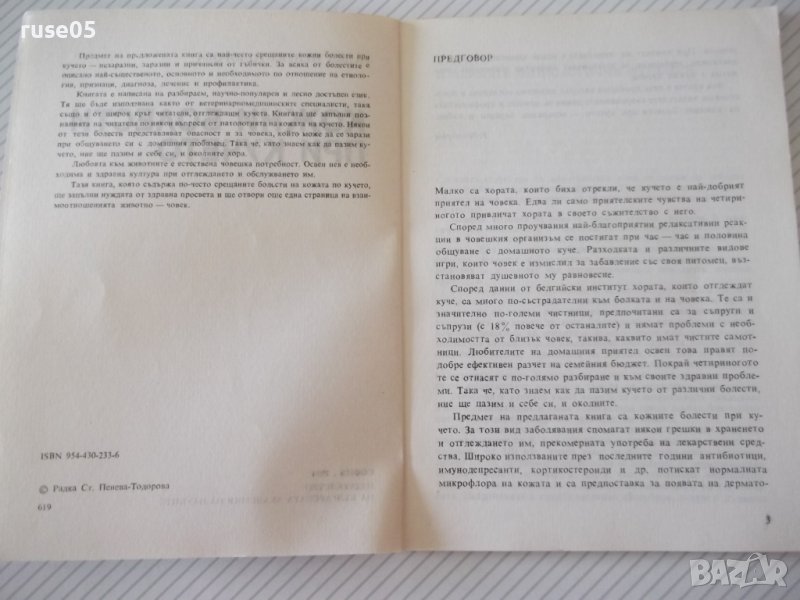 ruse05
Предмет на предложената книга са най-често срещаните кожни болести при
кучето — незаразни, заразни и причинени от гъбички. За всяка от болестите е
описано най-същественото, основното и необходимото по отношение на етиоло-
гия, признаци, диагноза, лечение и профилактика.
Книгата е написана на разбираем, научно-популярен и лесно достъпен език.
Тя ще бъде използвана както от ветеринарномедицинските специалисти, така
също и от широк кръг читатели, отглеждащи кучета. Книгата ще запълни поз-
нанията на читателя по някои въпроси от патологията на кожата на кучето. Някои
от тези болести представляват опасност и за човека, който може да се зарази
при общуването си с домашния любимец. Така че, като знаем как да пазим ку-
чето, ние ще пазим и себе си, и околните хора.
Любовта към животните е естествена човешка потребност. Освен нея е необ-
ходима и здравна култура при отглеждането и обслужването им.
Тази книга, която съдържа по-често срещаните болести на кожата по кучето,
ще запълни нуждата от здравна просвета и ще отвори още една страница на взаи-
моотношенията животно — човек.
ISBN 954-430-233-6
© Радка Ст. Пенева-Тодорова
619
ПРЕДГОВОР
Малко са хората, които биха отрекли, че кучето е най-добрият
приятел на човека. Едва ли само приятелските чувства на четири-
ногото привличат хората в своето съжителство с него.
Според много проучвания най-благоприятни релаксативни реак-
ции в човешкия организъм се постигат при час — час и половина
общуване с домашното куче. Разходката и различните видове
игри, които човек е измислил за забавление със своя питомец, въз-
становяват душевното му равновесие.
Според данни от белгийски институт хората, които отглеждат
куче, са много по-състрадателни към болката и на човека. Те са и
значително по-големи чистници, предпочитани са за съпруги и
съпрузи (с 18% повече от останалите) и нямат проблеми с необ-
ходимостта от близък човек, такива, каквито имат чистите самот-
ници. Любителите на домашния приятел освен това правят по-
добре ефективен разчет на семейния бюджет. Покрай четириногото
те се отнасят с по-голямо разбиране и към своите здравни пробле-
ми. Така че, като знаем как да пазим кучето от различни болести,
ние ще пазим и себе си, и околните.
Предмет на предлаганата книга са кожните болести при ку-
чето. За този вид заболявания спомагат някои грешки в храненето
и отглеждането им, прекомерната употреба на лекарствени сред-
ства. Широко използваните през последните години антибиотици,
имунодепресанти, кортикостероиди и др. потискат нормалната
микрофлора на кожата и са предпоставка за появата на дермато-
3
BAZAR